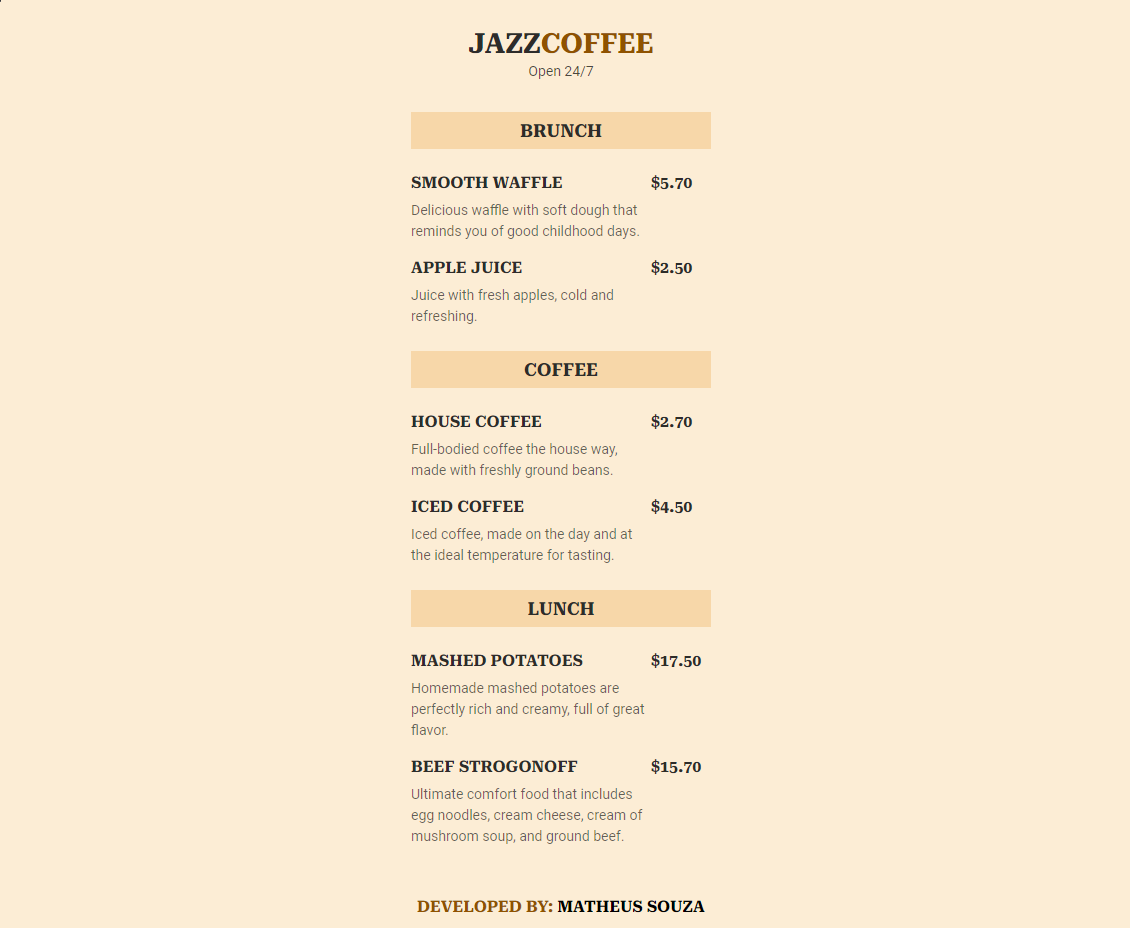 JAZZCOFFEE
Open 24/7
BRUNCH
SMOOTH WAFFLE $5.70
Delicious waffle with soft dough that
reminds you of good childhood days.
APPLE JUICE $2.50
Juice with fresh apples, cold and
refreshing.
COFFEE
HOUSE COFFEE $2.70
Full-bodied coffee the house way,
made with freshly ground beans.
ICED COFFEE $4.50
Iced coffee, made on the day and at
the ideal temperature for tasting.
LUNCH
MASHED POTATOES $17.50
Homemade mashed potatoes are
perfectly rich and creamy, full of great
flavor.
BEEF STROGONOFF $15.70
Ultimate comfort food that includes
egg noodles, cream cheese, cream of
mushroom soup, and ground beef.
DEVELOPED BY: MATHEUS SOUZA